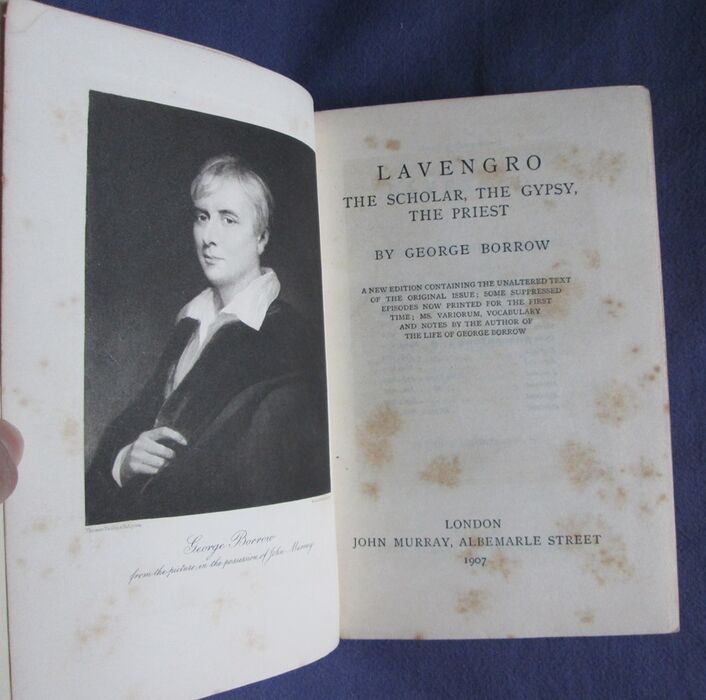 George Borrow
from the picture, in the possession of John Murray
LAVENGRO
THE SCHOLAR, THE GYPSY,
THE PRIEST
BY GEORGE BORROW
A NEW EDITION CONTAINING THE UNALTERED TEXT
OF THE ORIGINAL ISSUE; SOME SUPPRESSED
EPISODES NOW PRINTED FOR THE FIRST
TIME; MS. VARIORUM, VOCABULARY
AND NOTES BY THE AUTHOR OF
THE LIFE OF GEORGE BORROW
LONDON
JOHN MURRAY, ALBEMARLE STREET
1907